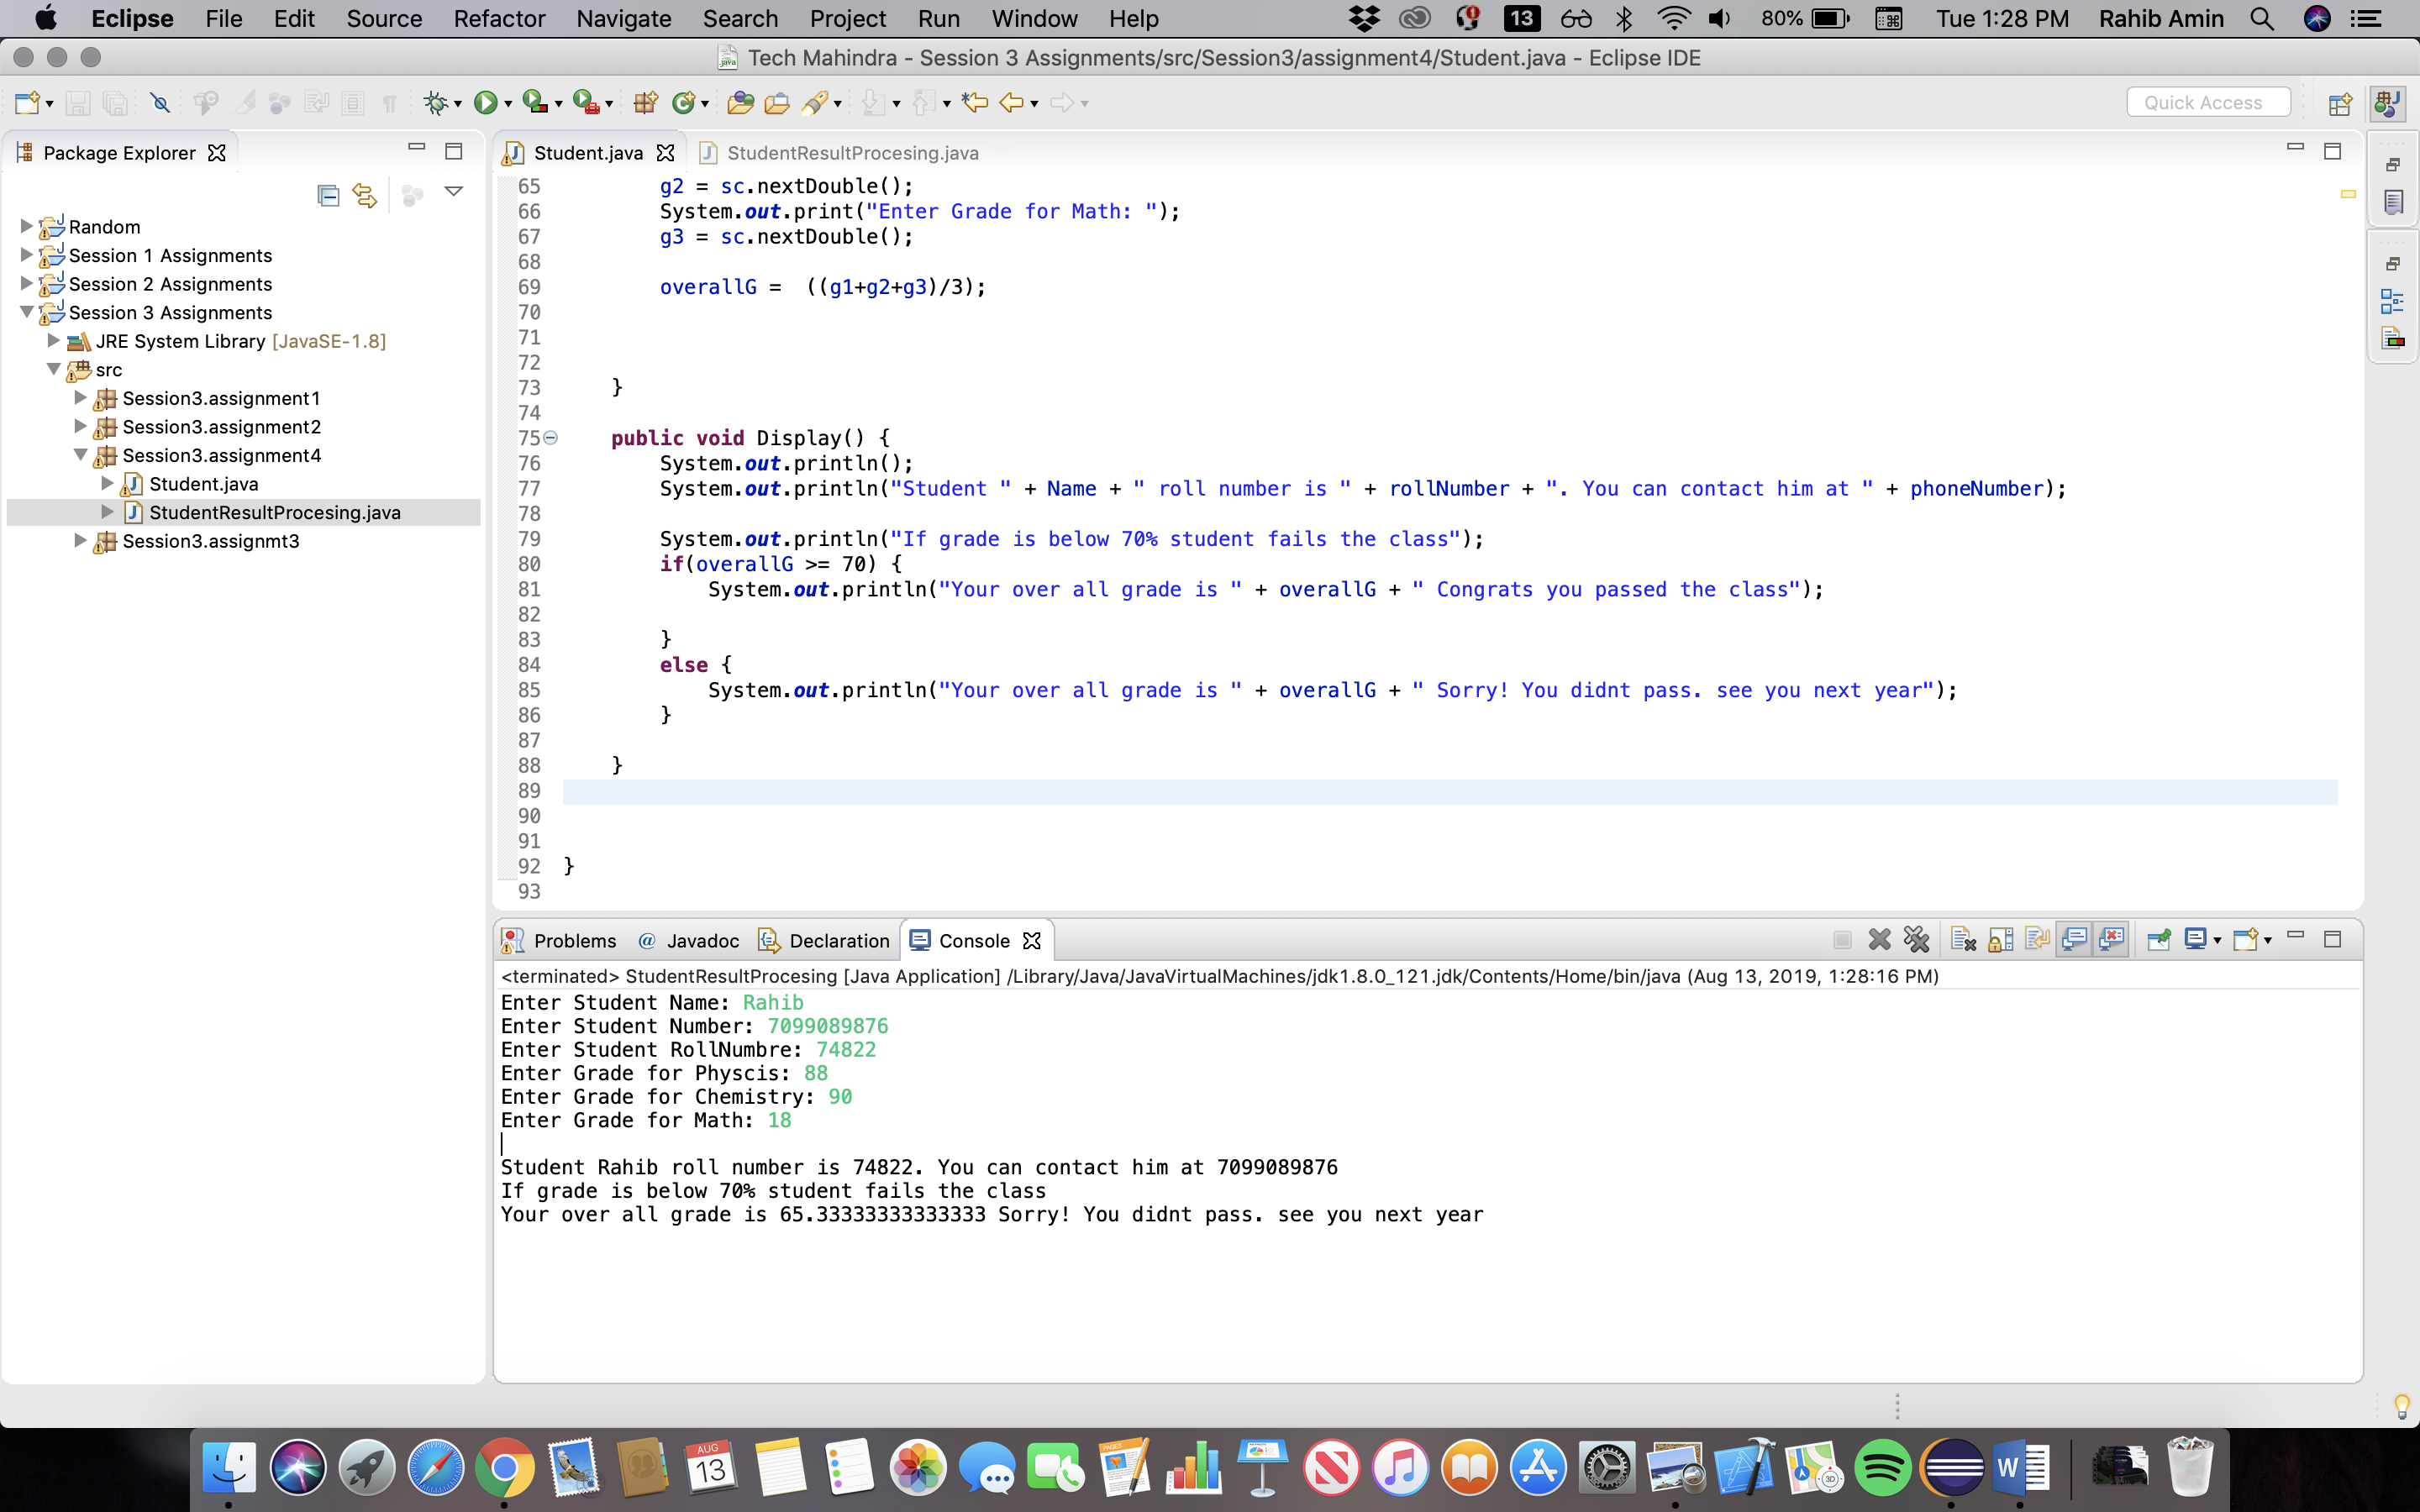 Eclipse File Edit Source Refactor Navigate Search Project Run Window Help 13 80% Tue 1:28 PM Rahib Amin
Tech Mahindra - Session 3 Assignments/src/Session3/assignment4/Student.java - Eclipse IDE
Quick Access
Package Explorer
Random
Session 1 Assignments
Session 2 Assignments
Session 3 Assignments
JRE System Library [JavaSE-1.8]
src
Session3.assignment1
Session3.assignment2
Session3.assignment4
Student.java
StudentResultProcesing.java
Session3.assignmt3
Student.java StudentResultProcesing.java
65 g2 = sc.nextDouble();
66 System.out.print("Enter Grade for Math: ");
67 g3 = sc.nextDouble();
68
69 overallG =  ((g1+g2+g3)/3);
70
71
72
73 }
74
75 public void Display() {
76 System.out.println();
77 System.out.println("Student " + Name + " roll number is " + rollNumber + ". You can contact him at " + phoneNumber);
78
79 System.out.println("If grade is below 70% student fails the class");
80 if(overallG >= 70) {
81 System.out.println("Your over all grade is " + overallG + " Congrats you passed the class");
82
83 }
84 else {
85 System.out.println("Your over all grade is " + overallG + " Sorry! You didnt pass. see you next year");
86 }
87
88 }
89
90
91
92 }
93
Problems @ Javadoc Declaration Console
<terminated> StudentResultProcesing [Java Application] /Library/Java/JavaVirtualMachines/jdk1.8.0_121.jdk/Contents/Home/bin/java (Aug 13, 2019, 1:28:16 PM)
Enter Student Name: Rahib
Enter Student Number: 7099089876
Enter Student RollNumbre: 74822
Enter Grade for Physcis: 88
Enter Grade for Chemistry: 90
Enter Grade for Math: 18
Student Rahib roll number is 74822. You can contact him at 7099089876
If grade is below 70% student fails the class
Your over all grade is 65.33333333333333 Sorry! You didnt pass. see you next year
AUG
13
PAGES
3D
W